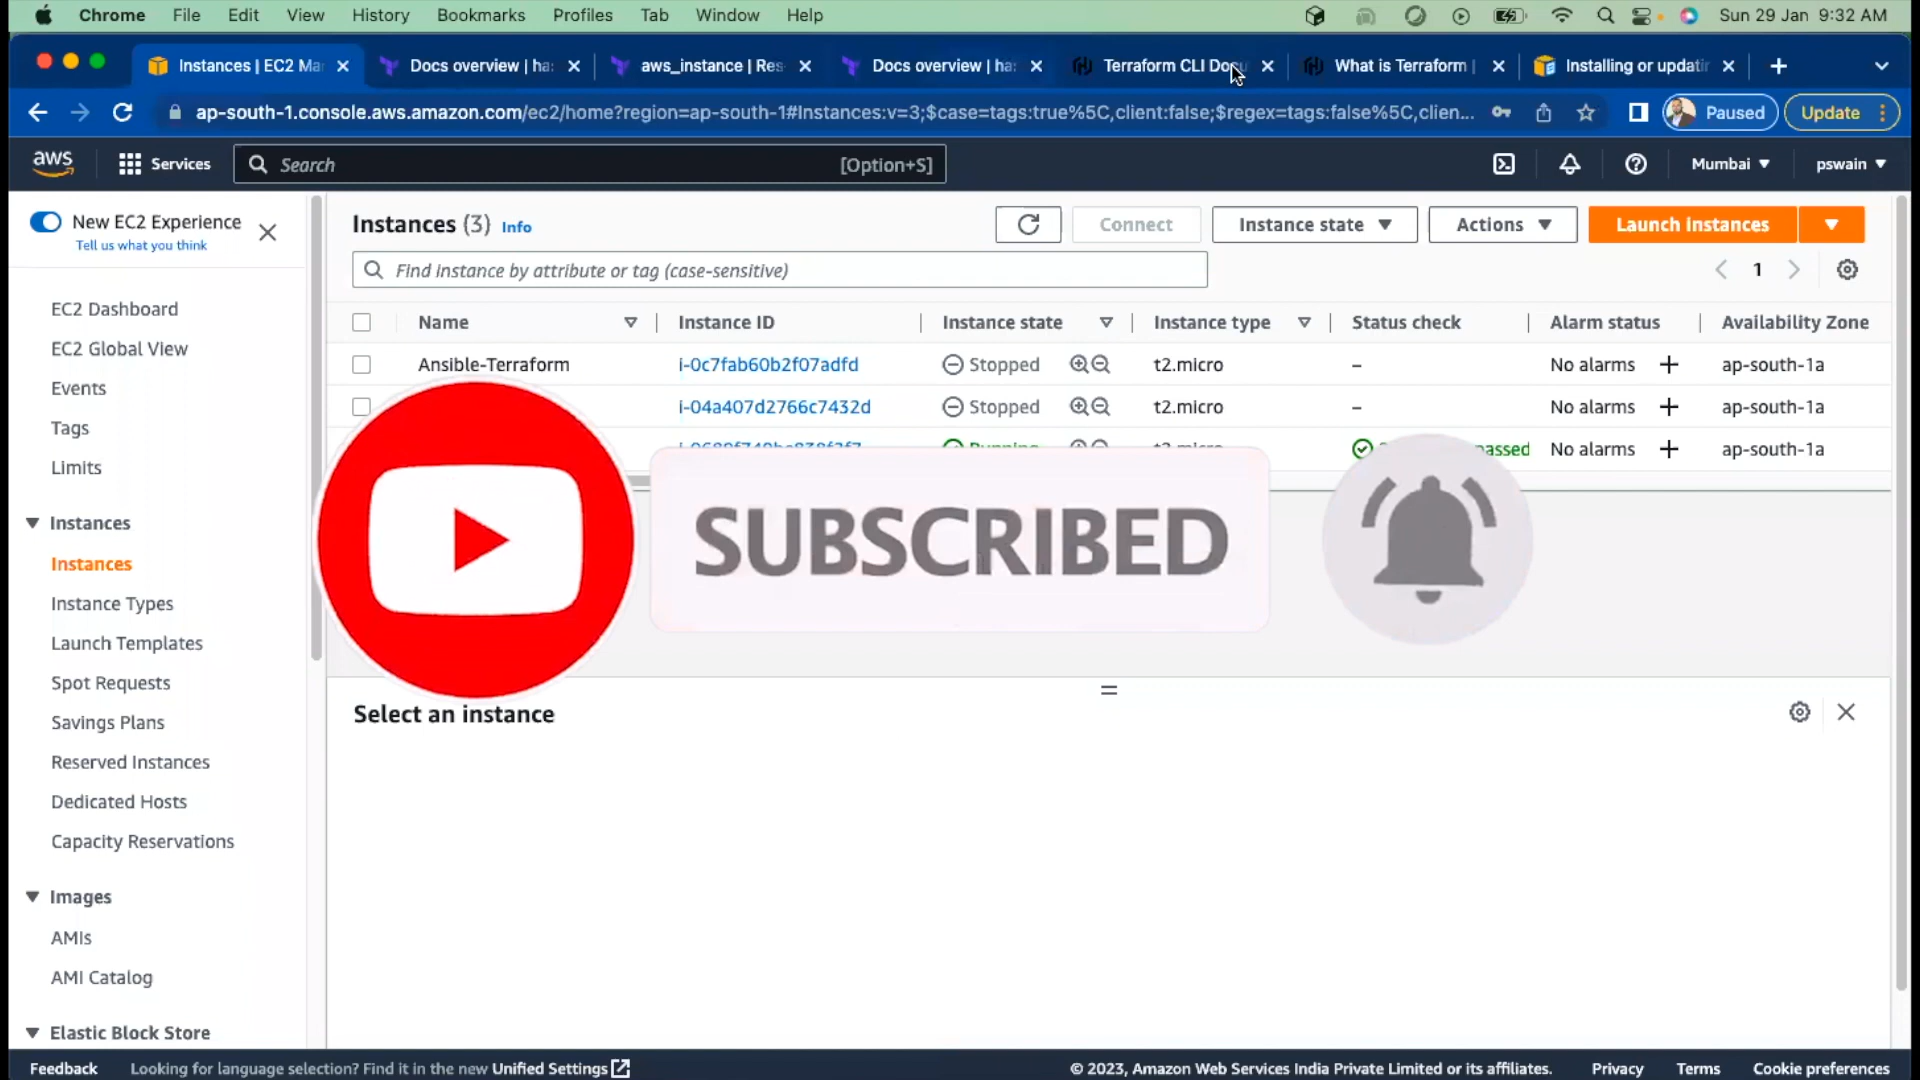 Chrome File Edit View History Bookmarks Profiles Tab Window Help Sun 29 Jan 9:32 AM
Instances | EC2 Ma Docs overview | ha: aws_instance | Res Docs overview | ha: Terraform CLI Docu What is Terraform | Installing or updatin
ap-south-1.console.aws.amazon.com/ec2/home?region=ap-south-1#Instances:v=3;$case=tags:true%5C,client:false;$regex=tags:false%5C,clien... Paused Update
aws Services Search [Option+S] Mumbai pswain
New EC2 Experience
Tell us what you think
Instances (3) Info Connect Instance state Actions Launch instances
Find instance by attribute or tag (case-sensitive) 1
Name Instance ID Instance state Instance type Status check Alarm status Availability Zone
Ansible-Terraform i-0c7fab60b2f07adfd Stopped t2.micro – No alarms ap-south-1a
i-04a407d2766c7432d Stopped t2.micro – No alarms ap-south-1a
Running t2.micro passed No alarms ap-south-1a
SUBSCRIBED
Select an instance
EC2 Dashboard
EC2 Global View
Events
Tags
Limits
Instances
Instances
Instance Types
Launch Templates
Spot Requests
Savings Plans
Reserved Instances
Dedicated Hosts
Capacity Reservations
Images
AMIs
AMI Catalog
Elastic Block Store
Feedback Looking for language selection? Find it in the new Unified Settings © 2023, Amazon Web Services India Private Limited or its affiliates. Privacy Terms Cookie preferences